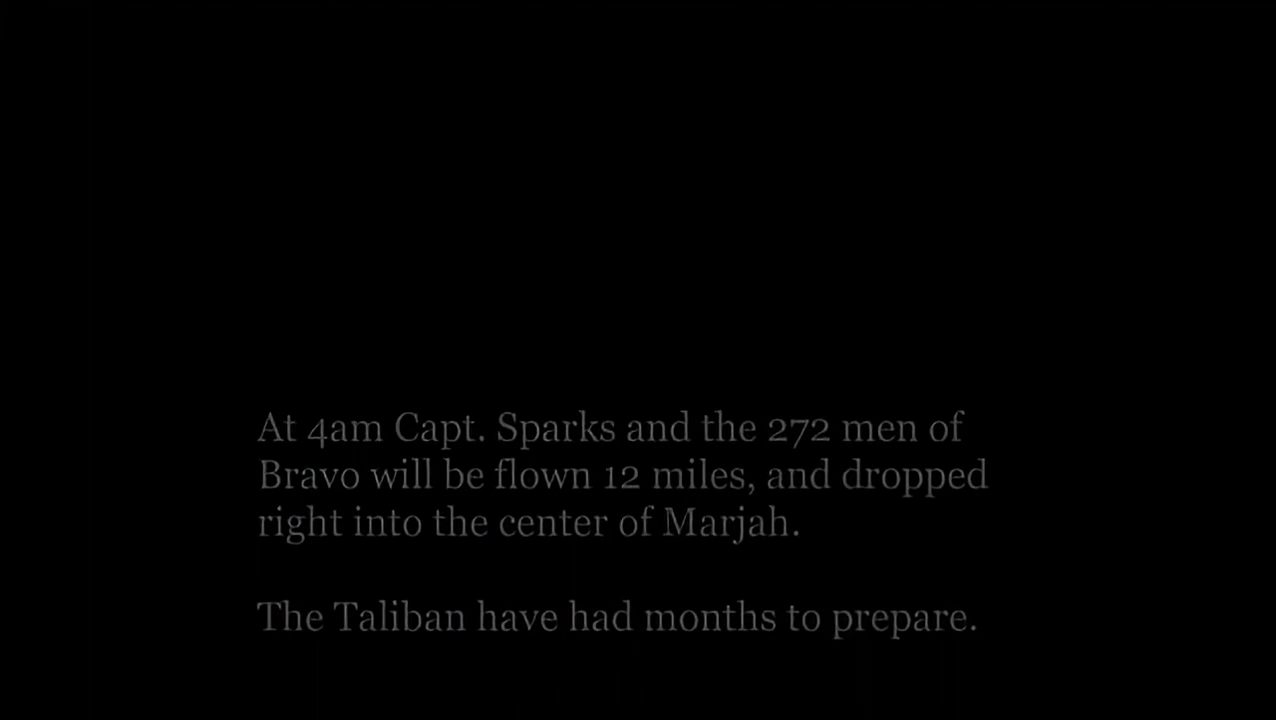 At 4am Capt. Sparks and the 272 men of
Bravo will be flown 12 miles, and dropped
right into the center of Marjah.
The Taliban have had months to prepare.